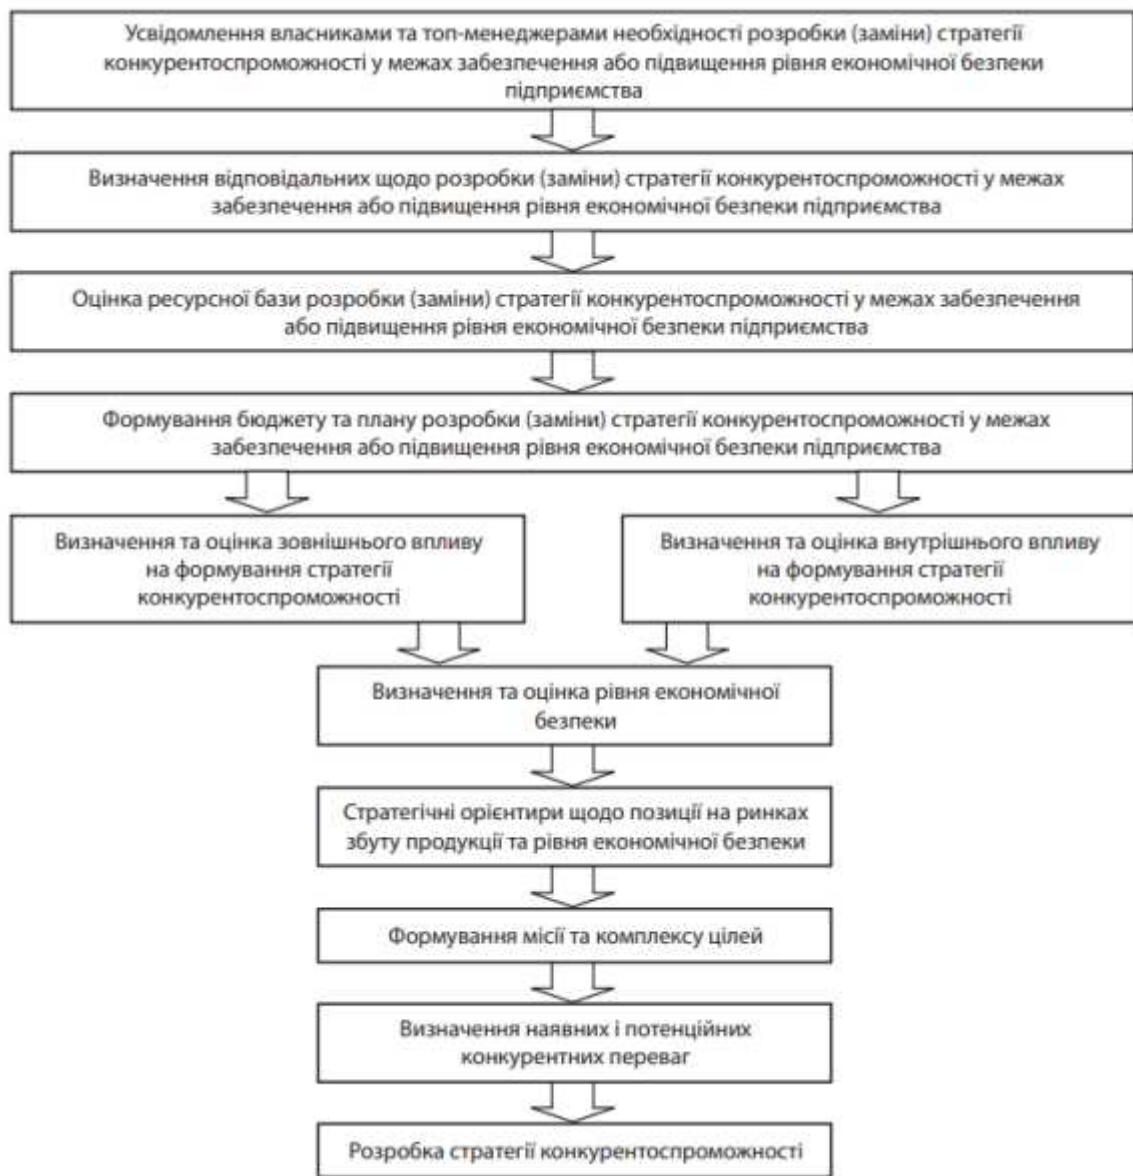 Усвідомлення власниками та топ-менеджерами необхідності розробки (заміни) стратегії
конкурентоспроможності у межах забезпечення або підвищення рівня економічної безпеки
підприємства
Визначення відповідальних щодо розробки (заміни) стратегії конкурентоспроможності у межах
забезпечення або підвищення рівня економічної безпеки підприємства
Оцінка ресурсної бази розробки (заміни) стратегії конкурентоспроможності у межах забезпечення
або підвищення рівня економічної безпеки підприємства
Формування бюджету та плану розробки (заміни) стратегії конкурентоспроможності у межах
забезпечення або підвищення рівня економічної безпеки підприємства
Визначення та оцінка зовнішнього впливу
на формування стратегії
конкурентоспроможності
Визначення та оцінка внутрішнього впливу
на формування стратегії
конкурентоспроможності
Визначення та оцінка рівня економічної
безпеки
Стратегічні орієнтири щодо позиції на ринках
збуту продукції та рівня економічної безпеки
Формування місії та комплексу цілей
Визначення наявних і потенційних
конкурентних переваг
Розробка стратегії конкурентоспроможності